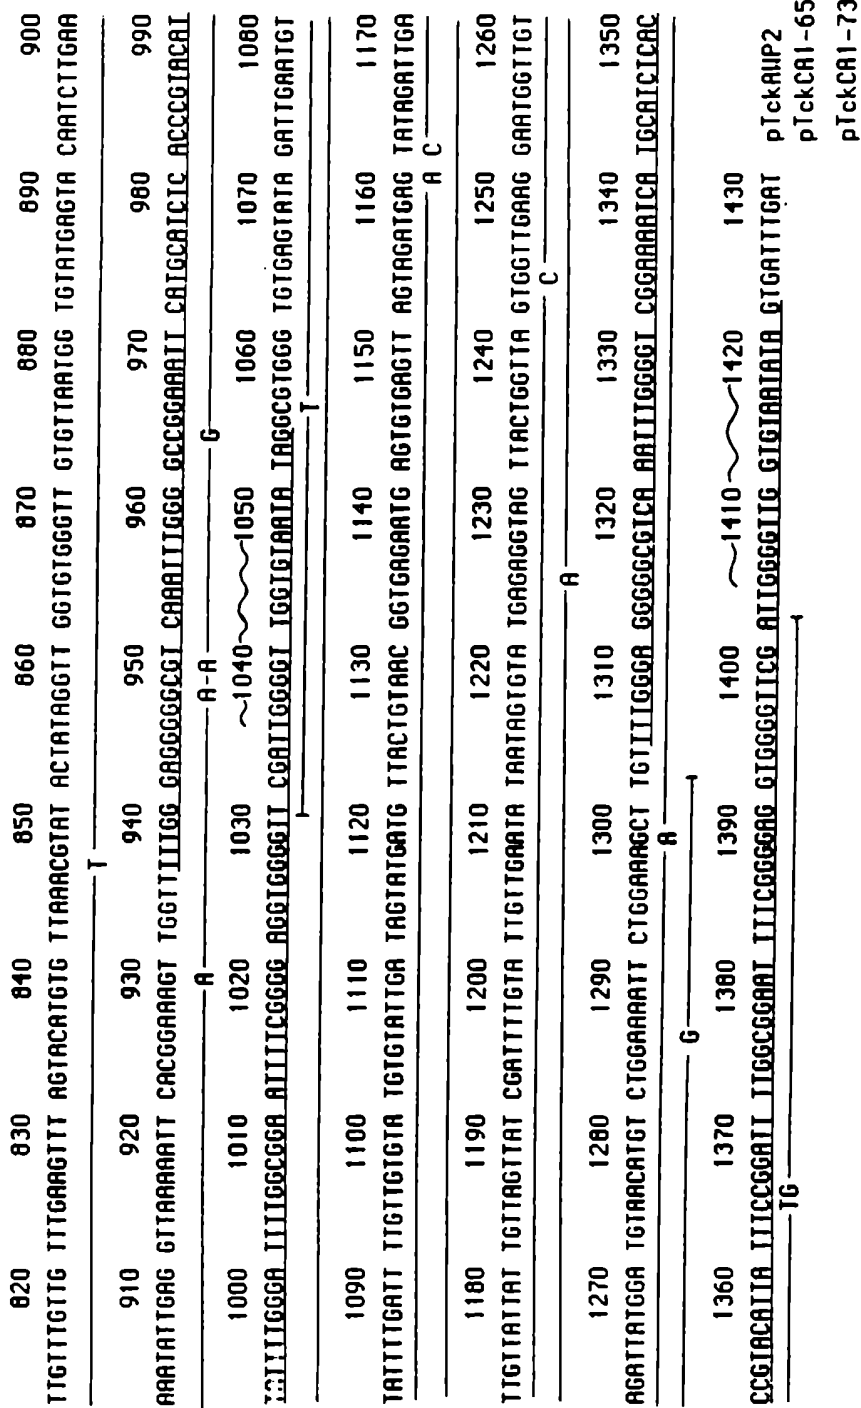 820 830 840 850 860 870 880 890 900
TTGTTTGTTG TTTGAAGTTT AGTACATGTG TTAAACGTAT ACTATAGGTT GGTGTGGGTT GTGTTAATGG TGTATGAGTA CAATCTTGAA
T
910 920 930 940 950 960 970 980 990
AAATATTGAG GTTAAAAATT CACGGAAAGT TGGTTTTTGG GAGGGGGCGT CAAATTTGGG GCCGGAAATT CATGCATCTC ACCCGTACAT
A A-A G
1000 1010 1020 1030 ~1040~~~1050 1060 1070 1080
TTTTGGCGGA ATTTTCGGGG AGGTGGGGTT CGATTGGGGT TGGTGTAATA TAGGCGTGGG TGTGAGTATA GATTGAATGT
T
1090 1100 1110 1120 1130 1140 1150 1160 1170
TATTTTGATT TTGTTGTGTA TGTGTATTGA TAGTATGATG TTACTGTAAC GGTGAGAATG AGTGTGAGTT AGTAGATGAG TATAGATTGA
A C
1180 1190 1200 1210 1220 1230 1240 1250 1260
TTGTTATTAT TGTTAGTTAT CGATTTTGTA TTGTTGAATA TAATAGTGTA TGAGAGGTAG TTACTGGTTA GTGGTTGAAG GAATGGTTGT
C
A
1270 1280 1290 1300 1310 1320 1330 1340 1350
AGATTATGGA TGTAACATGT CTGGAAAATT CTGGAAAGCT TGTTTTGGGA GGGGGCGTCA AATTTGGGGT CGGAAAATCA TGCATCTCAC
A
G
1360 1370 1380 1390 1400 ~1410~~~1420 1430
CCGTACATTA TTTCCGGATT TTGGCGGAAT TTTCGGGGAG GTGGGGTTCG ATTGGGGTTG GTGTAATATA GTGATTTGAT pTckAWP2
pTckCA1-65
TG pTckCA1-73